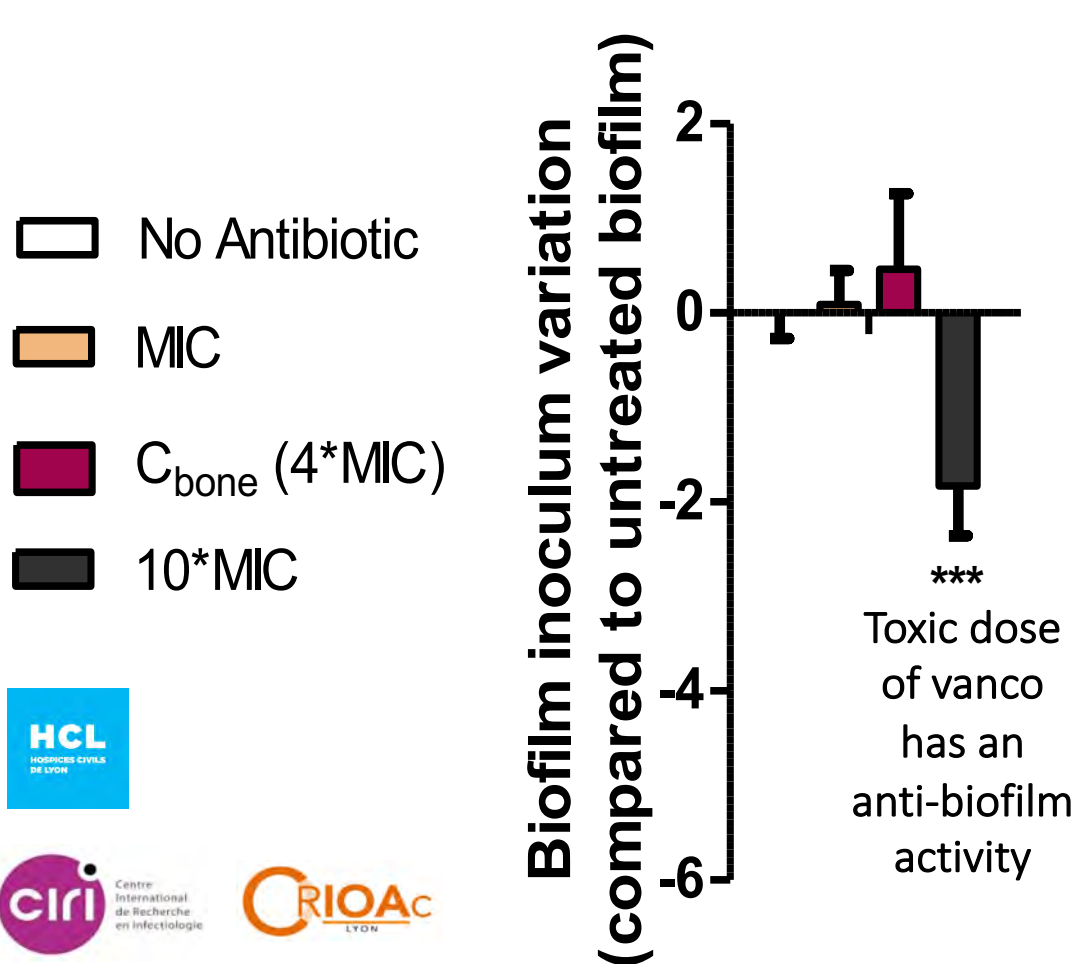 No Antibiotic
MIC
Cbone (4*MIC)
10*MIC
HCL
HOSPICES CIVILS
DE LYON
ciri
Centre
International
de Recherche
en Infectiologie
CRIOAc
LYON
Biofilm inoculum variation
(compared to untreated biofilm)
2
0
-2
-4
-6
***
Toxic dose
of vanco
has an
anti-biofilm
activity